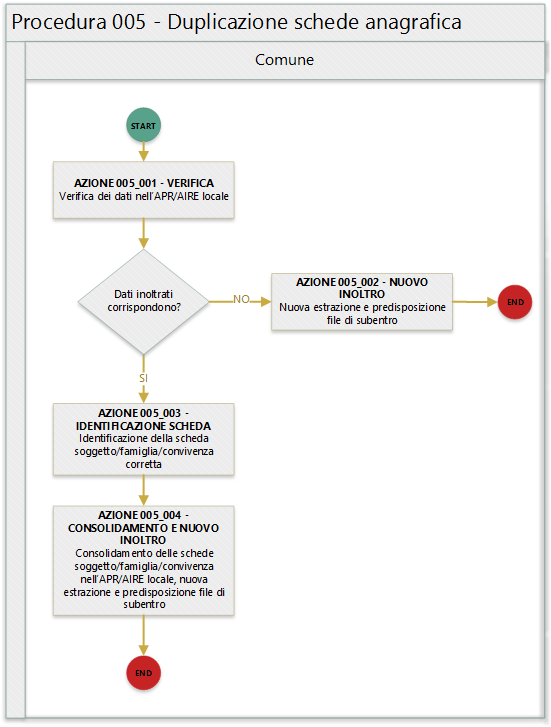 Procedura 005 - Duplicazione schede anagrafica
Comune
START
AZIONE 005_001 - VERIFICA
Verifica dei dati nell'APR/AIRE locale
Dati inoltrati
corrispondono?
NO
AZIONE 005_002 - NUOVO
INOLTRO
Nuova estrazione e predisposizione
file di subentro
END
SI
AZIONE 005_003 -
IDENTIFICAZIONE SCHEDA
Identificazione della scheda
soggetto/famiglia/convivenza
corretta
AZIONE 005_004 -
CONSOLIDAMENTO E NUOVO
INOLTRO
Consolidamento delle schede
soggetto/famiglia/convivenza
nell'APR/AIRE locale, nuova
estrazione e predisposizione file di
subentro
END